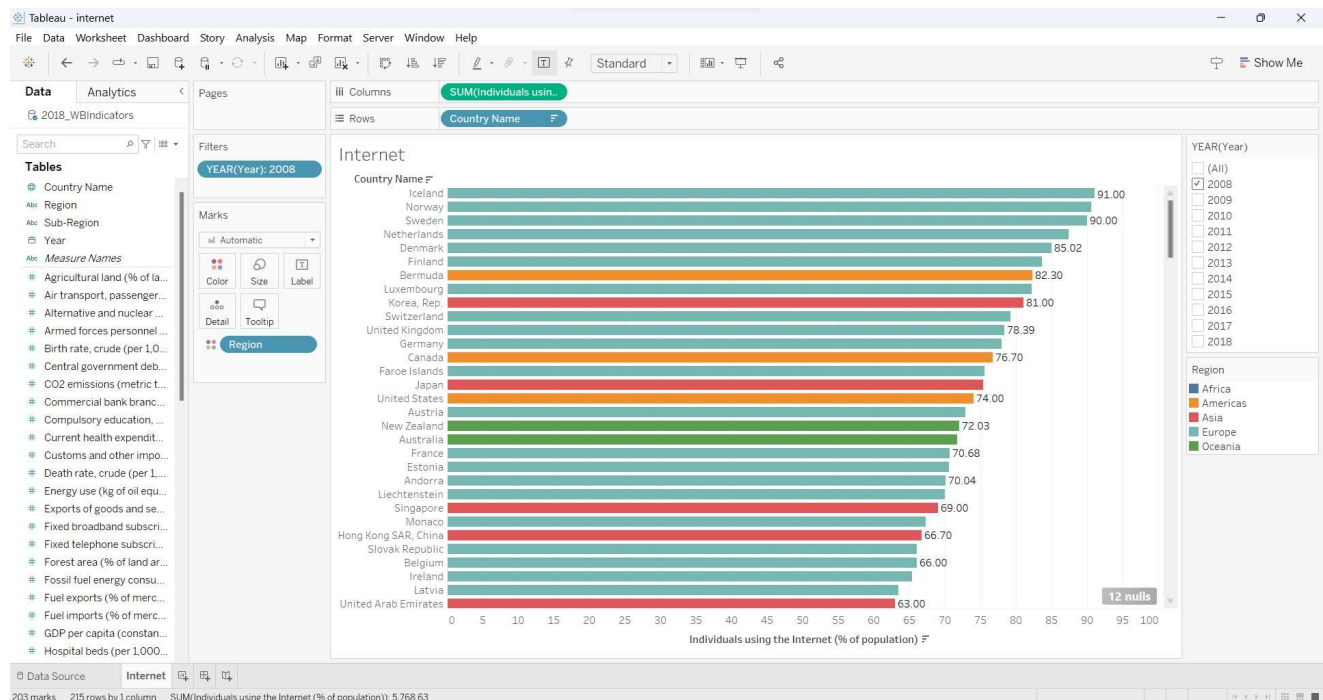 Tableau - internet
File Data Worksheet Dashboard Story Analysis Map Format Server Window Help
Standard
Show Me
Data Analytics
2018_WBIndicators
Search
Tables
Country Name
Abc Region
Abc Sub-Region
Year
Abc Measure Names
# Agricultural land (% of la...
# Air transport, passenger...
# Alternative and nuclear ...
# Armed forces personnel ...
# Birth rate, crude (per 1,0...
# Central government deb...
# CO2 emissions (metric t...
# Commercial bank branc...
# Compulsory education, ...
# Current health expendit...
# Customs and other impo...
# Death rate, crude (per 1,...
# Energy use (kg of oil equ...
# Exports of goods and se...
# Fixed broadband subscri...
# Fixed telephone subscri...
# Forest area (% of land ar...
# Fossil fuel energy consu...
# Fuel exports (% of merc...
# Fuel imports (% of merc...
# GDP per capita (constan...
# Hospital beds (per 1,000...
Pages
Filters
YEAR(Year): 2008
Marks
Automatic
Color Size Label
Detail Tooltip
Region
Columns SUM(Individuals usin..
Rows Country Name
Internet
Country Name
Iceland 91.00
Norway
Sweden 90.00
Netherlands
Denmark 85.02
Finland
Bermuda 82.30
Luxembourg
Korea, Rep. 81.00
Switzerland
United Kingdom 78.39
Germany
Canada 76.70
Faroe Islands
Japan
United States 74.00
Austria
New Zealand 72.03
Australia
France 70.68
Estonia
Andorra 70.04
Liechtenstein
Singapore 69.00
Monaco
Hong Kong SAR, China 66.70
Slovak Republic
Belgium 66.00
Ireland
Latvia
United Arab Emirates 63.00
12 nulls
0 5 10 15 20 25 30 35 40 45 50 55 60 65 70 75 80 85 90 95 100
Individuals using the Internet (% of population)
YEAR(Year)
(All)
2008
2009
2010
2011
2012
2013
2014
2015
2016
2017
2018
Region
Africa
Americas
Asia
Europe
Oceania
Data Source Internet
203 marks 215 rows by 1 column SUM(Individuals using the Internet (% of population)): 5,768.63